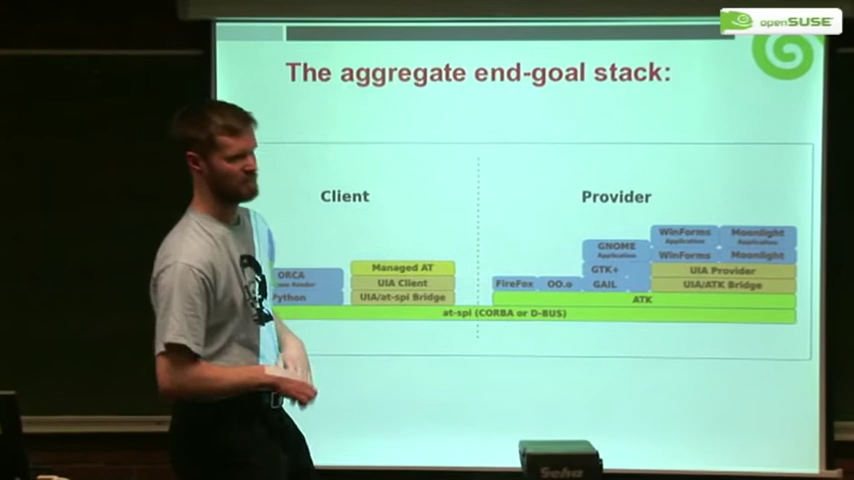 openSUSE
The aggregate end-goal stack:
Client
Provider
WinForms
Application
Moonlight
Application
GNOME
Application
WinForms
Moonlight
ORCA
Managed AT
GTK+
UIA Provider
Python
UIA Client
FireFox
OO.o
GAIL
UIA/ATK Bridge
UIA/at-spi Bridge
ATK
at-spi (CORBA or D-BUS)